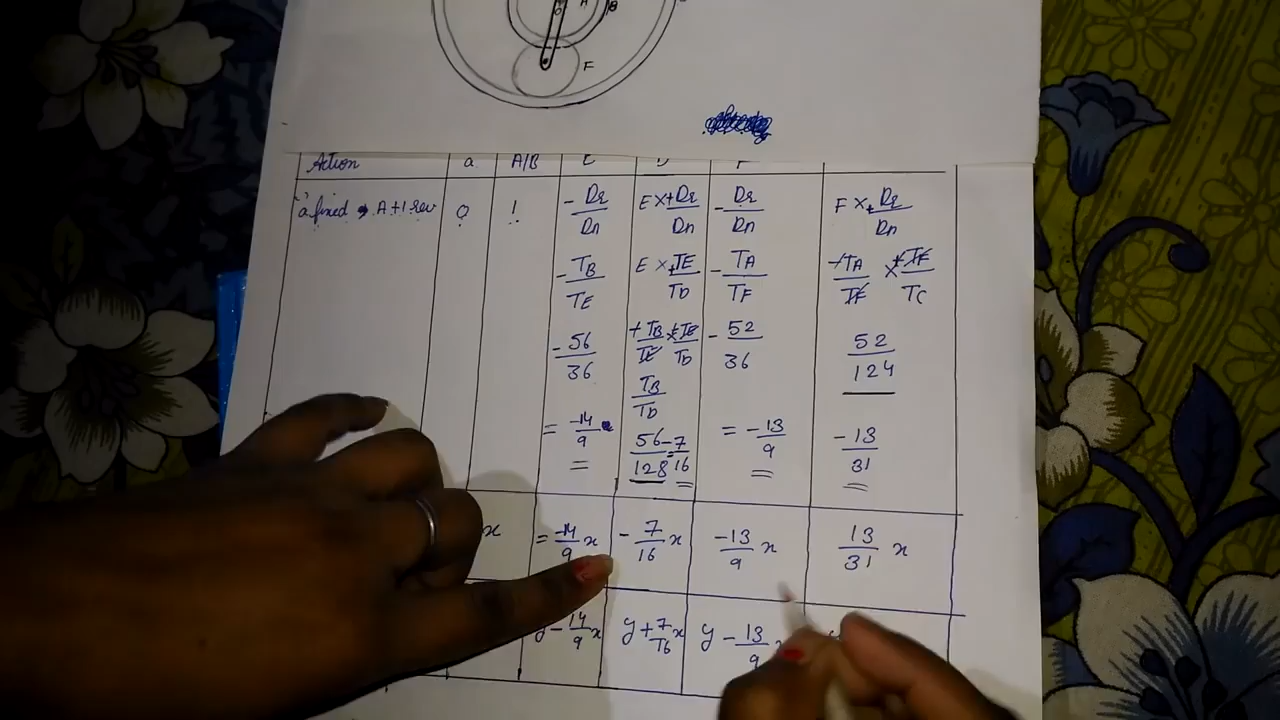 A B
F
Action a A/B E D F
'a' fixed → A+1 rev 0 1 - DR/Dn E x + DR/Dn - DR/Dn F x + DR/Dn
- TB/TE E x + TE/TD - TA/TF - TA/TF x + TF/TC
- 56/36 + TB/TE x + TE/TD - 52/36 52/124
TB/TD
= -14/9 56/128 = -7/16 = -13/9 -13/31
x = -14/9 x - 7/16 x -13/9 x 13/31 x
y - 14/9 x y + 7/16 x y - 13/9